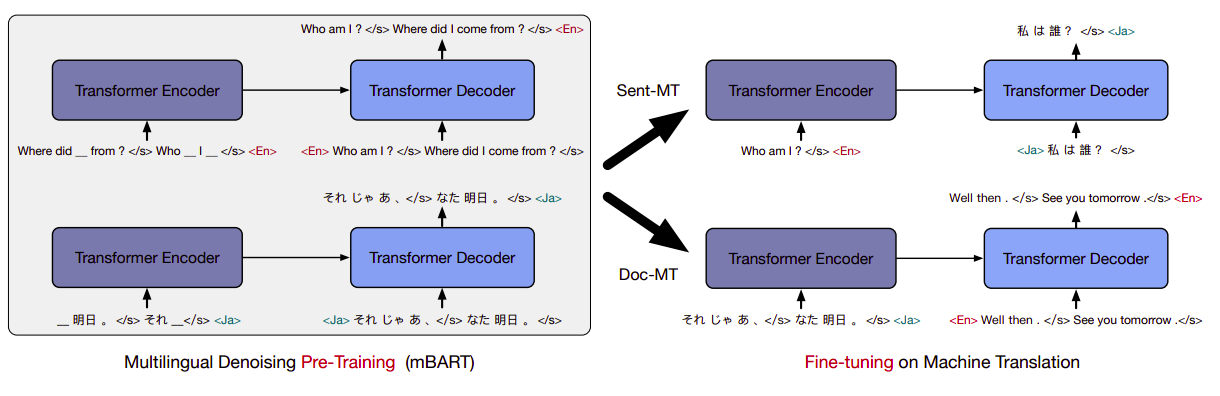 Who am I ? </s> Where did I come from ? </s> <En>
Transformer Encoder
Transformer Decoder
Where did __ from ? </s> Who __ I __ </s> <En>
<En> Who am I ? </s> Where did I come from ? </s>
それ じゃ あ 、</s> なた 明日 。 </s> <Ja>
Transformer Encoder
Transformer Decoder
__ 明日 。 </s> それ __</s> <Ja>
<Ja> それ じゃ あ 、</s> なた 明日 。 </s>
Multilingual Denoising Pre-Training (mBART)
Sent-MT
Doc-MT
私 は 誰 ? </s> <Ja>
Transformer Encoder
Transformer Decoder
Who am I ? </s> <En>
<Ja> 私 は 誰 ? </s>
Well then . </s> See you tomorrow .</s> <En>
Transformer Encoder
Transformer Decoder
それ じゃ あ 、</s> なた 明日 。 </s> <Ja>
<En> Well then . </s> See you tomorrow .</s>
Fine-tuning on Machine Translation